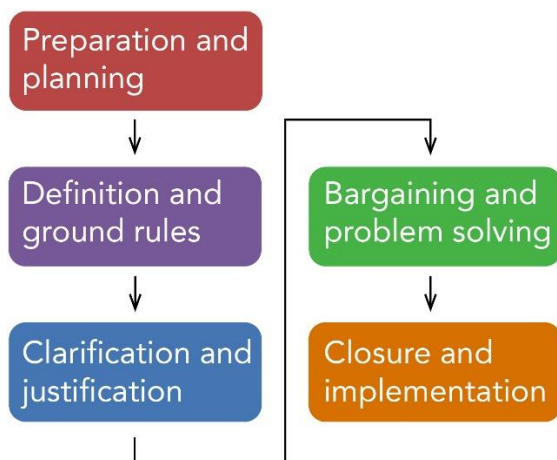 Preparation and
planning
Definition and
ground rules
Clarification and
justification
Bargaining and
problem solving
Closure and
implementation